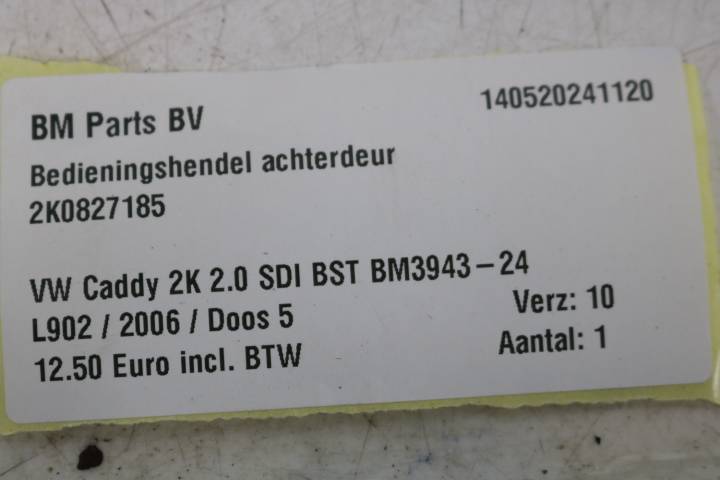 BM Parts BV 140520241120
Bedieningshendel achterdeur
2K0827185
VW Caddy 2K 2.0 SDI BST BM3943-24
L902 / 2006 / Doos 5 Verz: 10
12.50 Euro incl. BTW Aantal: 1